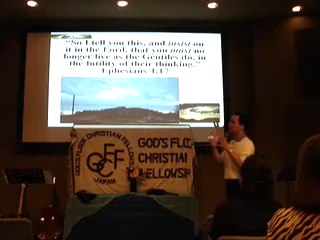 "So I tell you this, and insist on
it in the Lord, that you must no
longer live as the Gentiles do, in
the futility of their thinking."
Ephesians 4:17
GOD'S FLOCK CHRISTIAN FELLOWSHIP
GFCF
JAPAN
GOD'S FLOC
CHRISTIAN
FELLOWSHIP